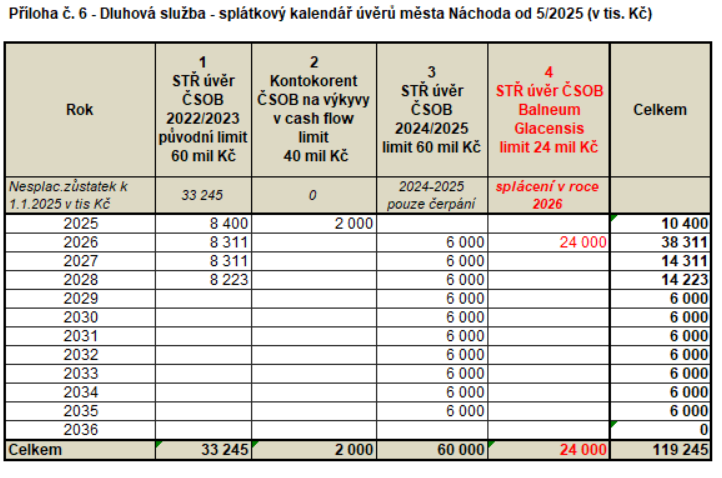 Příloha č. 6 - Dluhová služba - splátkový kalendář úvěrů města Náchoda od 5/2025 (v tis. Kč)
Rok
1
STŘ úvěr
ČSOB
2022/2023
původní limit
60 mil Kč
2
Kontokorent
ČSOB na výkyvy
v cash flow
limit
40 mil Kč
3
STŘ úvěr
ČSOB
2024/2025
limit 60 mil Kč
4
STŘ úvěr ČSOB
Balneum
Glacensis
limit 24 mil Kč
Celkem
Nesplac.zůstatek k
1.1.2025 v tis Kč
33 245
0
2024-2025
pouze čerpání
splácení v roce
2026
2025 8 400 2 000 10 400
2026 8 311 6 000 24 000 38 311
2027 8 311 6 000 14 311
2028 8 223 6 000 14 223
2029 6 000 6 000
2030 6 000 6 000
2031 6 000 6 000
2032 6 000 6 000
2033 6 000 6 000
2034 6 000 6 000
2035 6 000 6 000
2036 0
Celkem 33 245 2 000 60 000 24 000 119 245